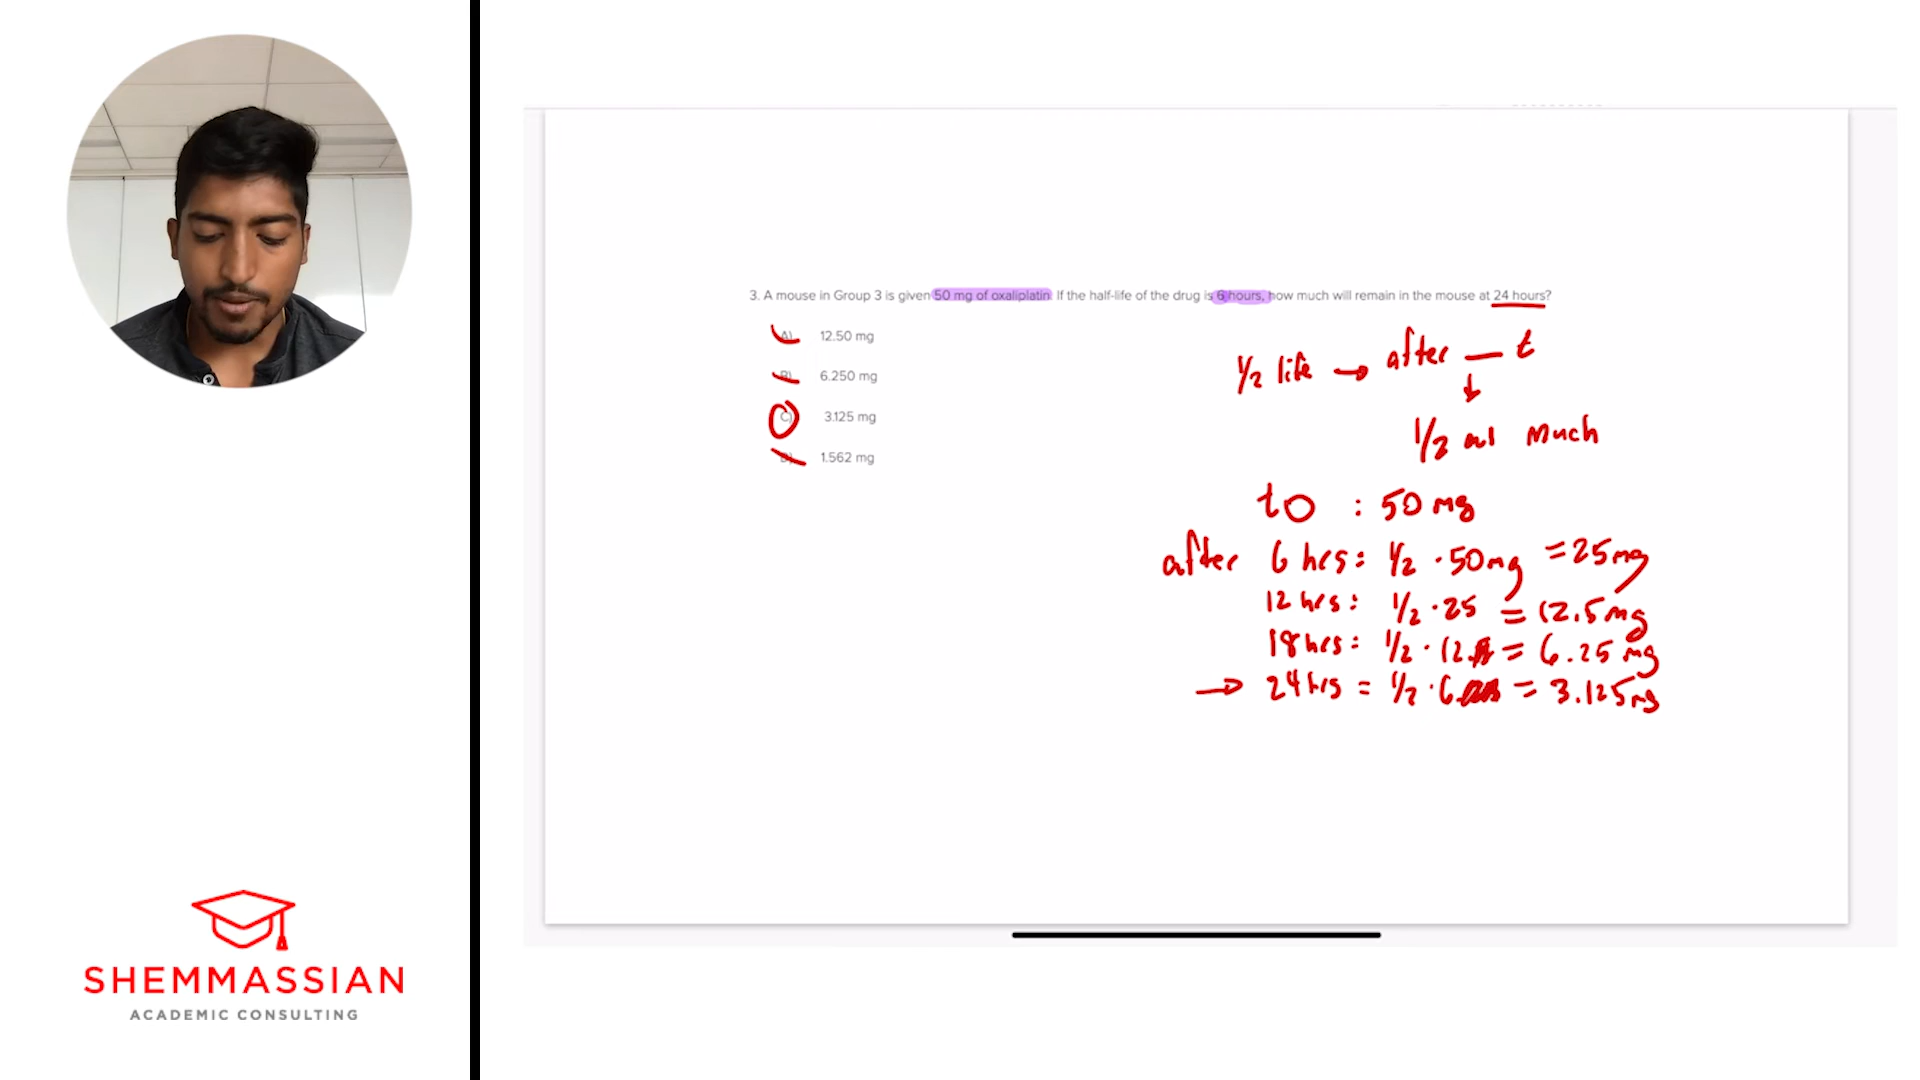 3. A mouse in Group 3 is given 50 mg of oxaliplatin. If the half-life of the drug is 6 hours, how much will remain in the mouse at 24 hours?
A) 12.50 mg
B) 6.250 mg
C) 3.125 mg
D) 1.562 mg
1/2 life → after — t
↓
1/2 as much
t0 : 50 mg
after 6 hrs: 1/2 · 50mg = 25mg
12 hrs: 1/2 · 25 = 12.5mg
18 hrs: 1/2 · 12 = 6.25 mg
→ 24 hrs = 1/2 · 6 = 3.125mg
SHEMMASSIAN
ACADEMIC CONSULTING